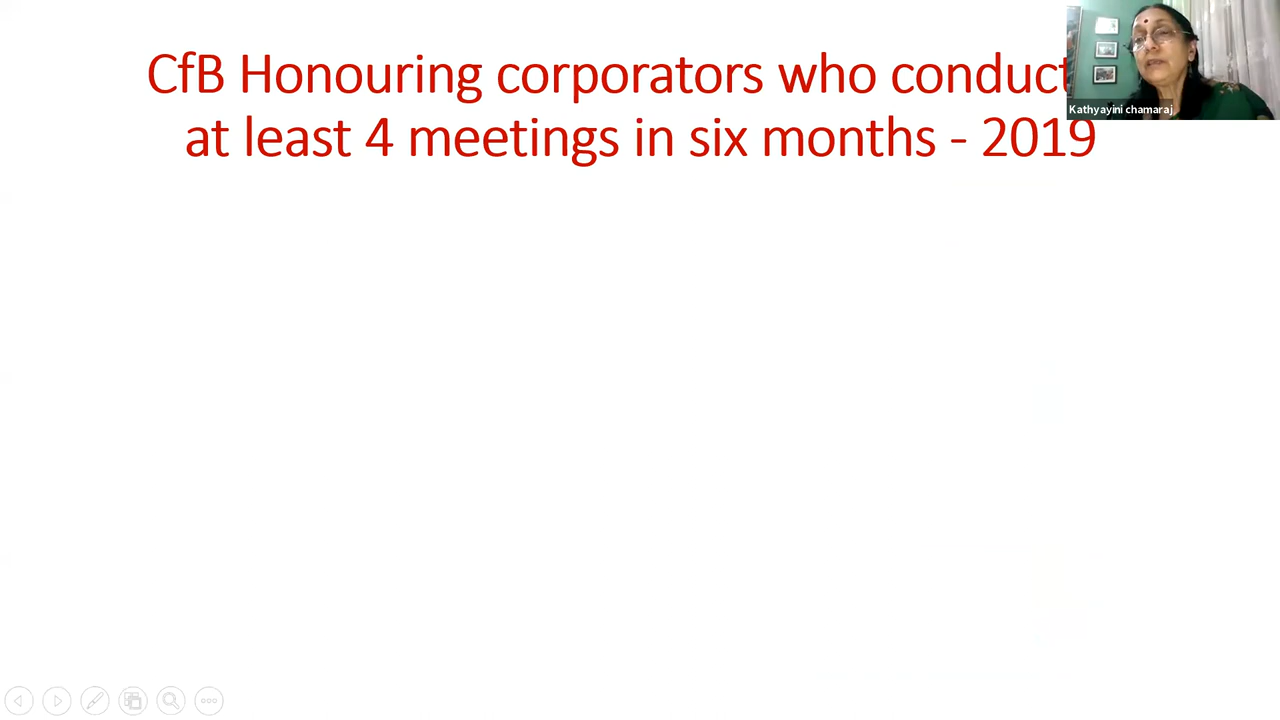 CfB Honouring corporators who conduct
at least 4 meetings in six months - 2019
Kathyayini chamaraj